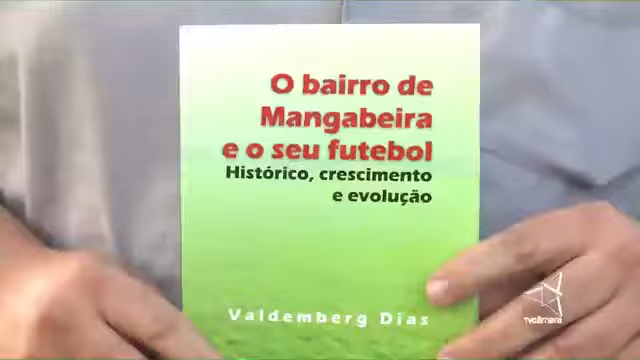 O bairro de
Mangabeira
e o seu futebol
Histórico, crescimento
e evolução
Valdemberg Dias
tvcâmara